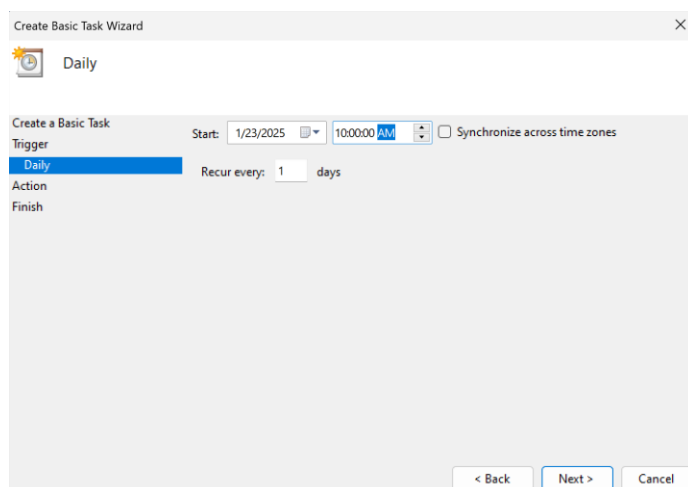 Create Basic Task Wizard
Daily
Create a Basic Task
Trigger
Daily
Action
Finish
Start: 1/23/2025 10:00:00 AM Synchronize across time zones
Recur every: 1 days
< Back Next > Cancel